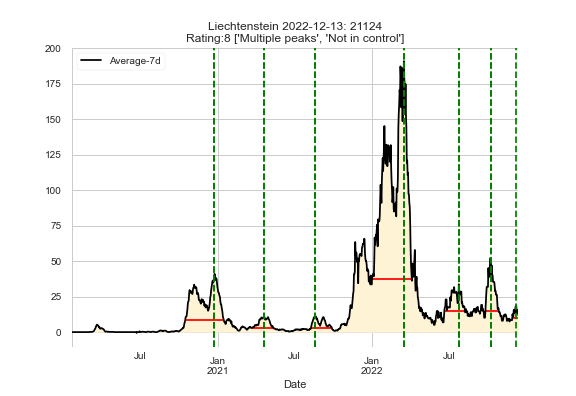 Liechtenstein 2022-12-13: 21124
Rating:8 ['Multiple peaks', 'Not in control']
200
175
150
125
100
75
50
25
0
Average-7d
Jul
Jan
2021
Jul
Jan
2022
Jul
Date